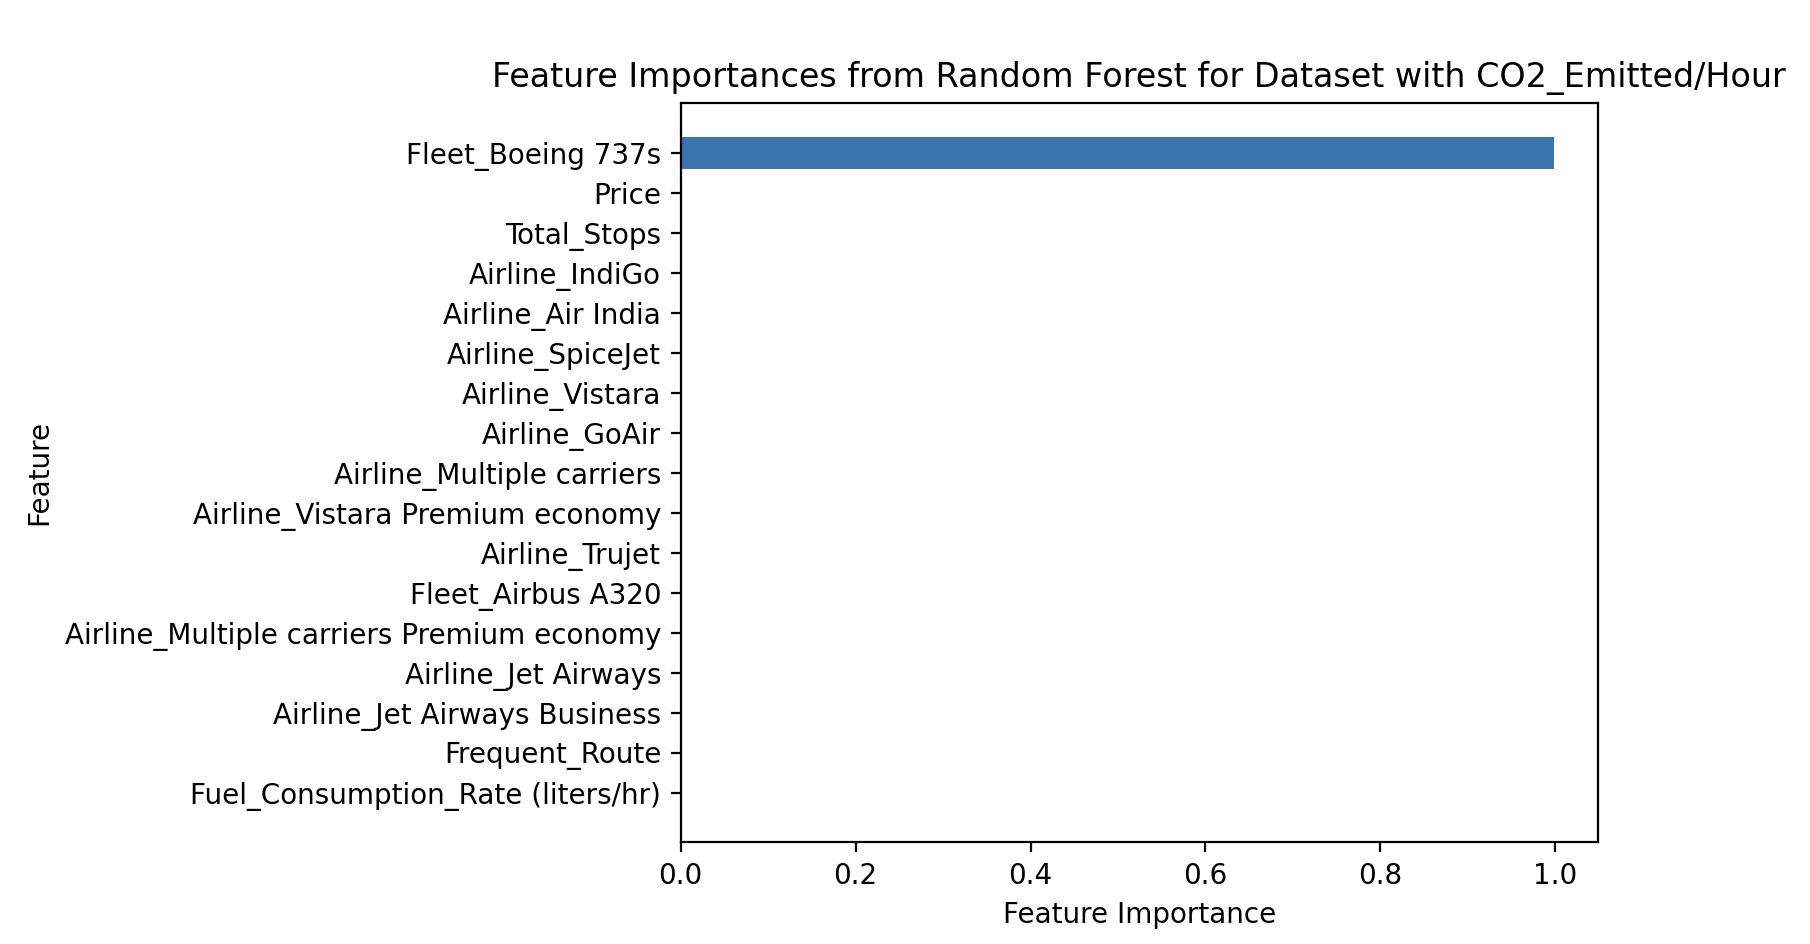 Feature Importances from Random Forest for Dataset with CO2_Emitted/Hour
Fleet_Boeing 737s
Price
Total_Stops
Airline_IndiGo
Airline_Air India
Airline_SpiceJet
Airline_Vistara
Airline_GoAir
Airline_Multiple carriers
Airline_Vistara Premium economy
Airline_Trujet
Fleet_Airbus A320
Airline_Multiple carriers Premium economy
Airline_Jet Airways
Airline_Jet Airways Business
Frequent_Route
Fuel_Consumption_Rate (liters/hr)
Feature
0.0 0.2 0.4 0.6 0.8 1.0
Feature Importance